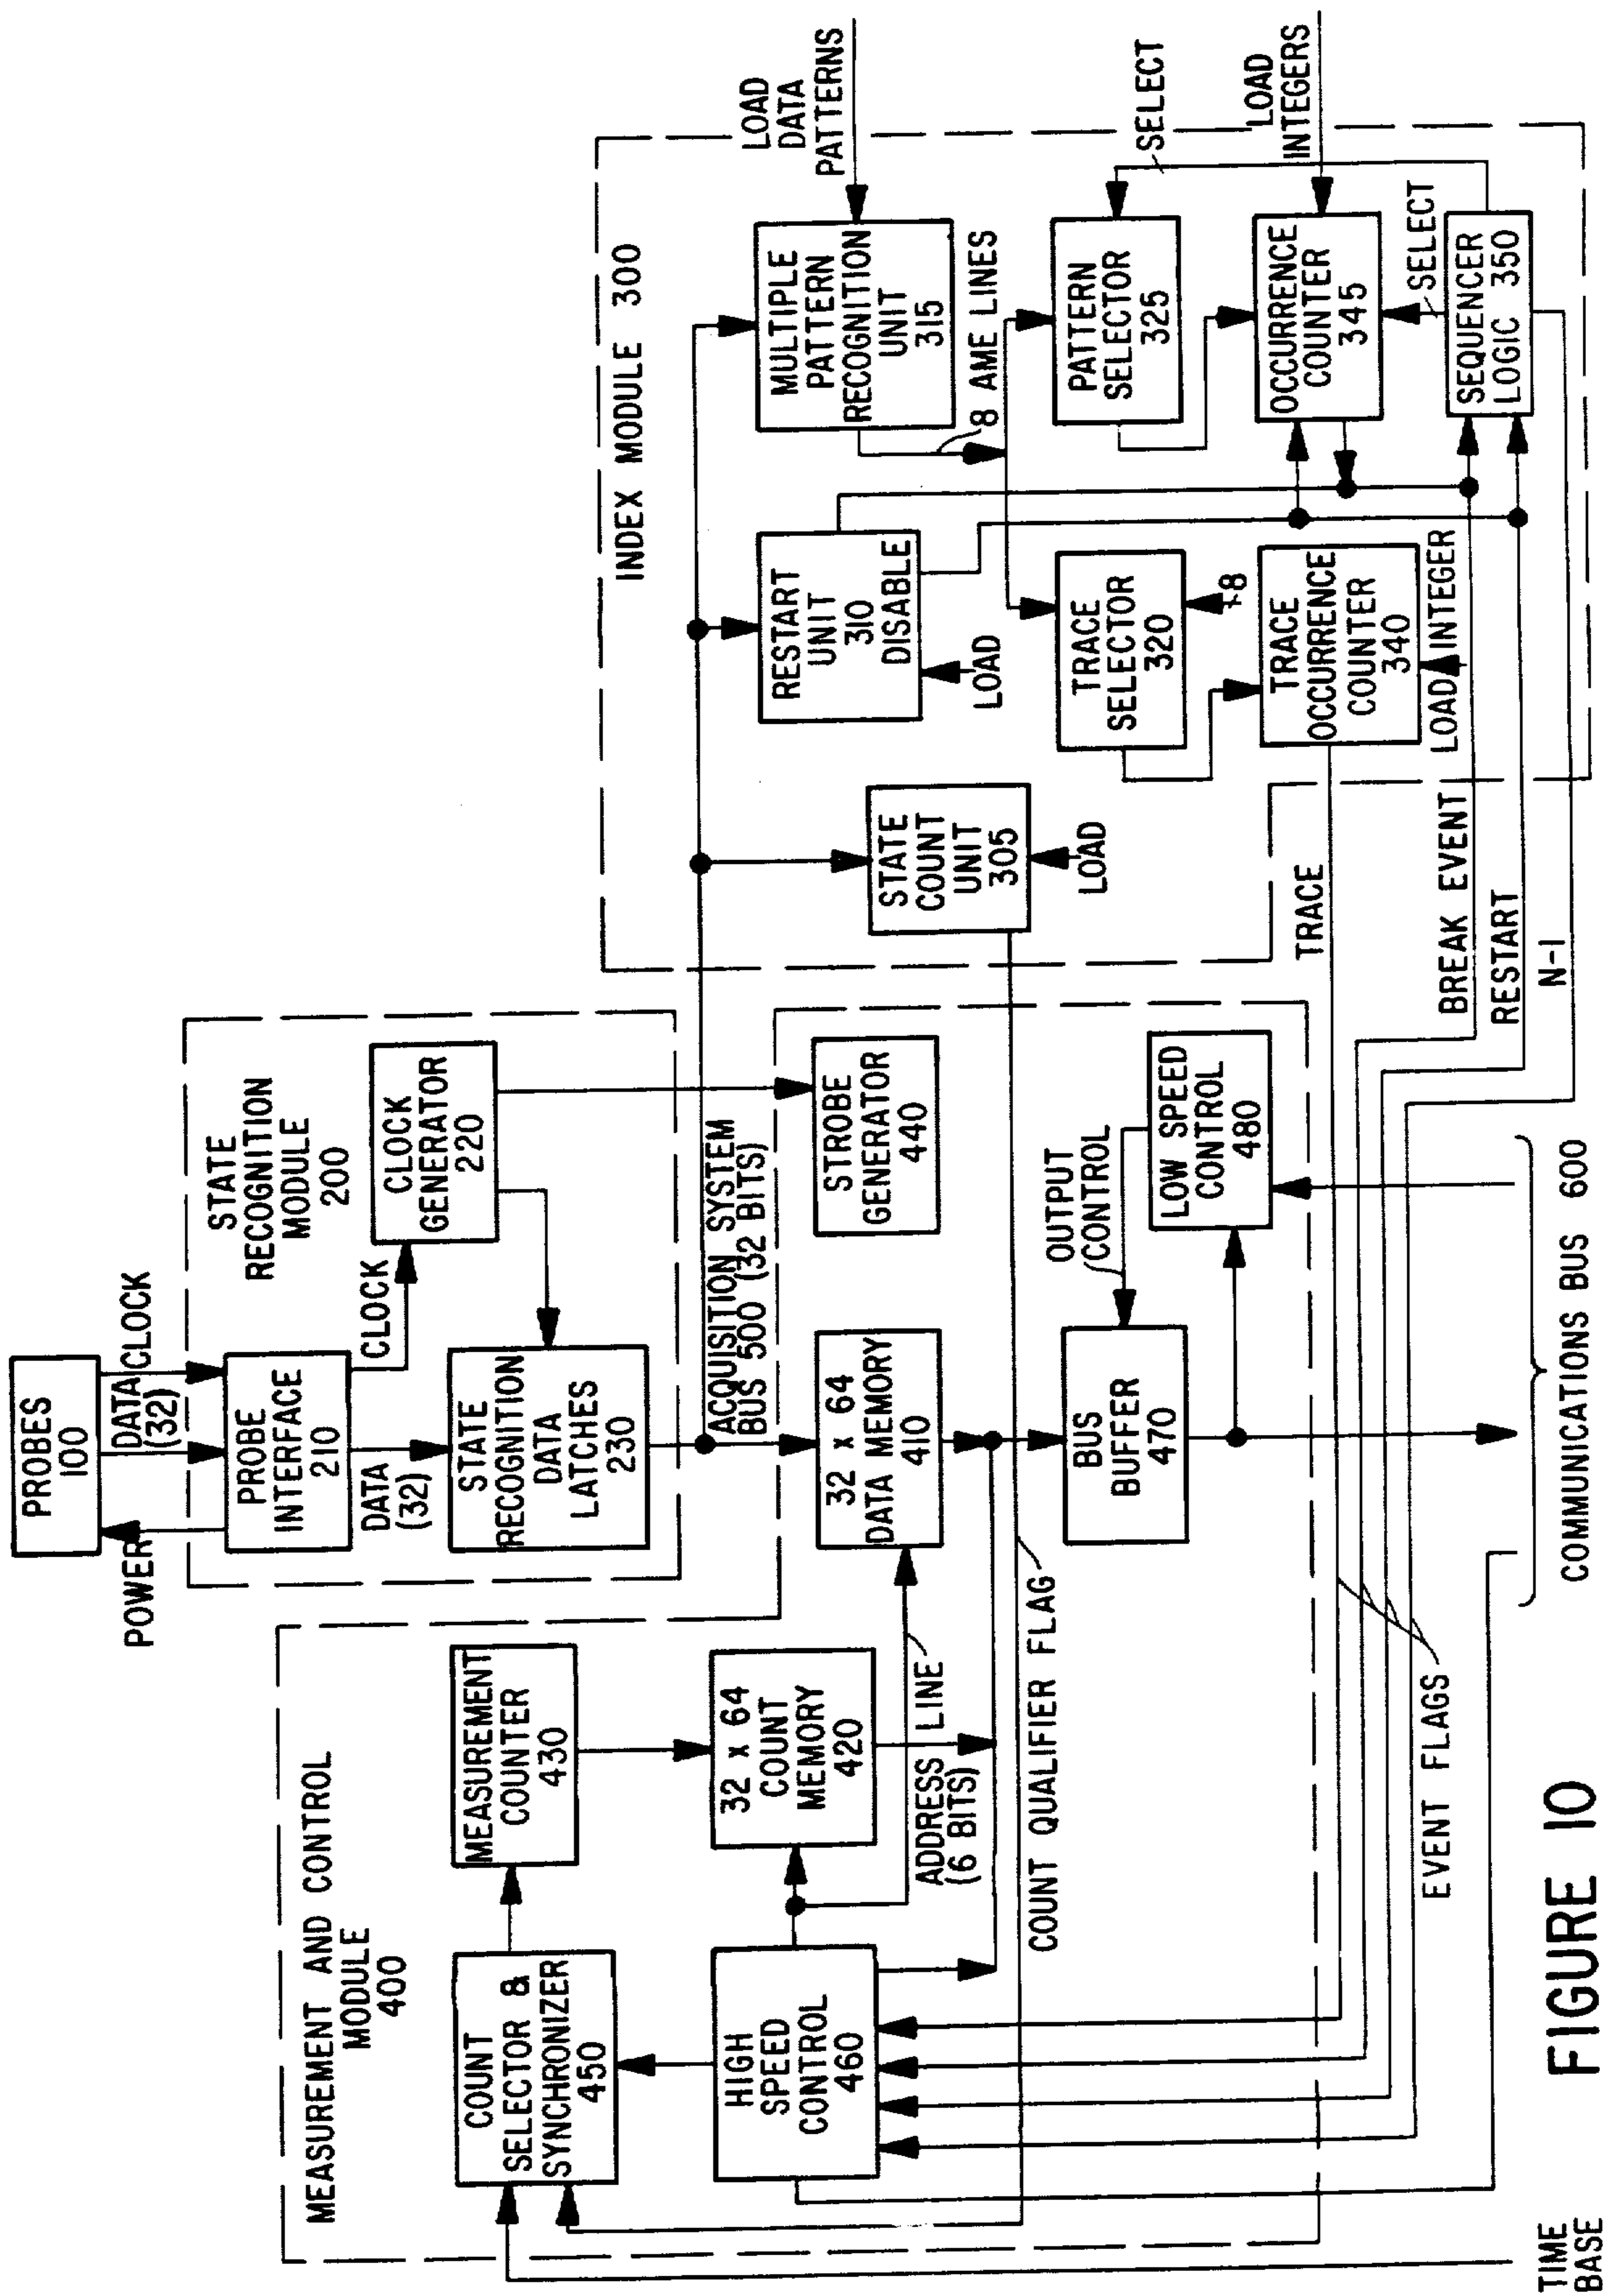 PROBES
100
POWER
DATA
(32)
CLOCK
STATE
RECOGNITION
MODULE
200
PROBE
INTERFACE
210
DATA
(32)
CLOCK
CLOCK
GENERATOR
220
STATE
RECOGNITION
DATA
LATCHES
230
ACQUISITION SYSTEM
BUS 500 (32 BITS)
MEASUREMENT AND CONTROL
MODULE
400
COUNT
SELECTOR &
SYNCHRONIZER
450
MEASUREMENT
COUNTER
430
HIGH
SPEED
CONTROL
460
32 x 64
COUNT
MEMORY
420
ADDRESS LINE
(6 BITS)
32 x 64
DATA MEMORY
410
STROBE
GENERATOR
440
COUNT QUALIFIER FLAG
BUS
BUFFER
470
OUTPUT
CONTROL
LOW SPEED
CONTROL
480
INDEX MODULE 300
STATE
COUNT
UNIT
305
LOAD
RESTART
UNIT
310
DISABLE
LOAD
MULTIPLE
PATTERN
RECOGNITION
UNIT
315
LOAD
DATA
PATTERNS
8 AME LINES
TRACE
SELECTOR
320
8
PATTERN
SELECTOR
325
SELECT
TRACE
OCCURRENCE
COUNTER
340
LOAD INTEGER
OCCURRENCE
COUNTER
345
LOAD
INTEGERS
SELECT
SEQUENCER
LOGIC 350
TRACE
BREAK EVENT
RESTART
N-1
EVENT FLAGS
COMMUNICATIONS BUS 600
TIME
BASE
FIGURE 10